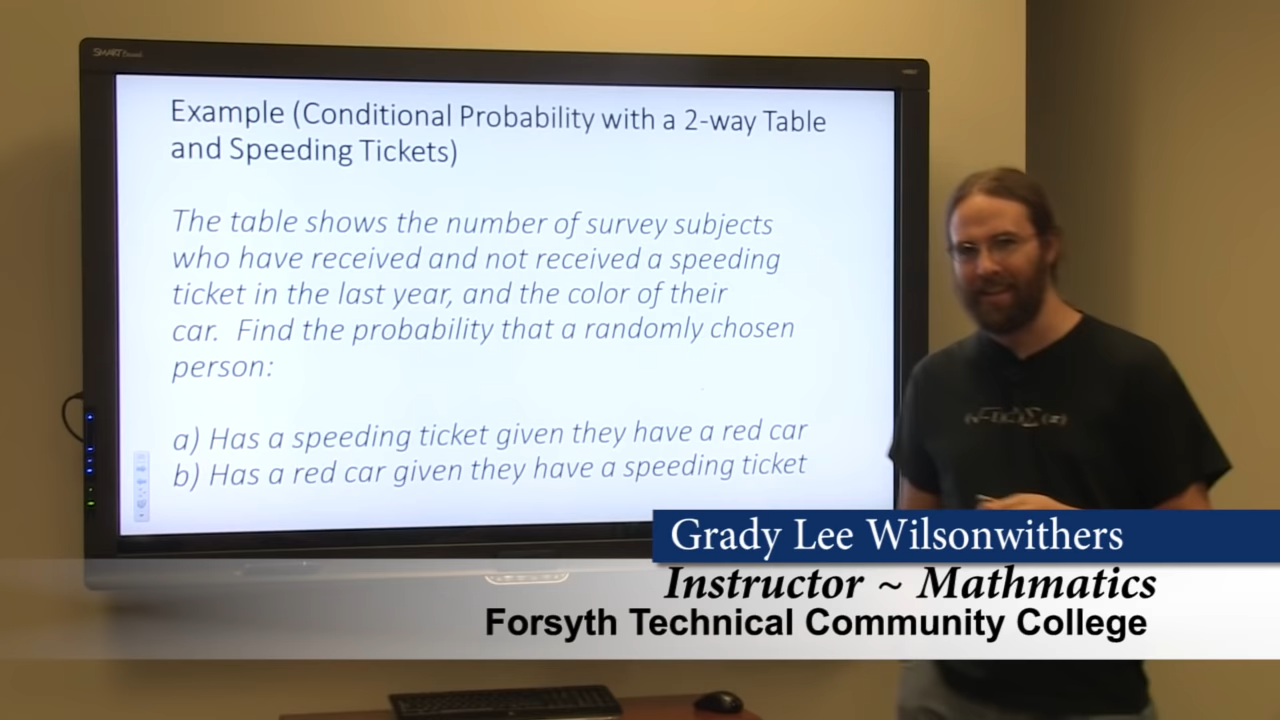 SMART Board
Example (Conditional Probability with a 2-way Table
and Speeding Tickets)
The table shows the number of survey subjects
who have received and not received a speeding
ticket in the last year, and the color of their
car. Find the probability that a randomly chosen
person:
a) Has a speeding ticket given they have a red car
b) Has a red car given they have a speeding ticket
Grady Lee Wilsonwithers
Instructor ~ Mathmatics
Forsyth Technical Community College